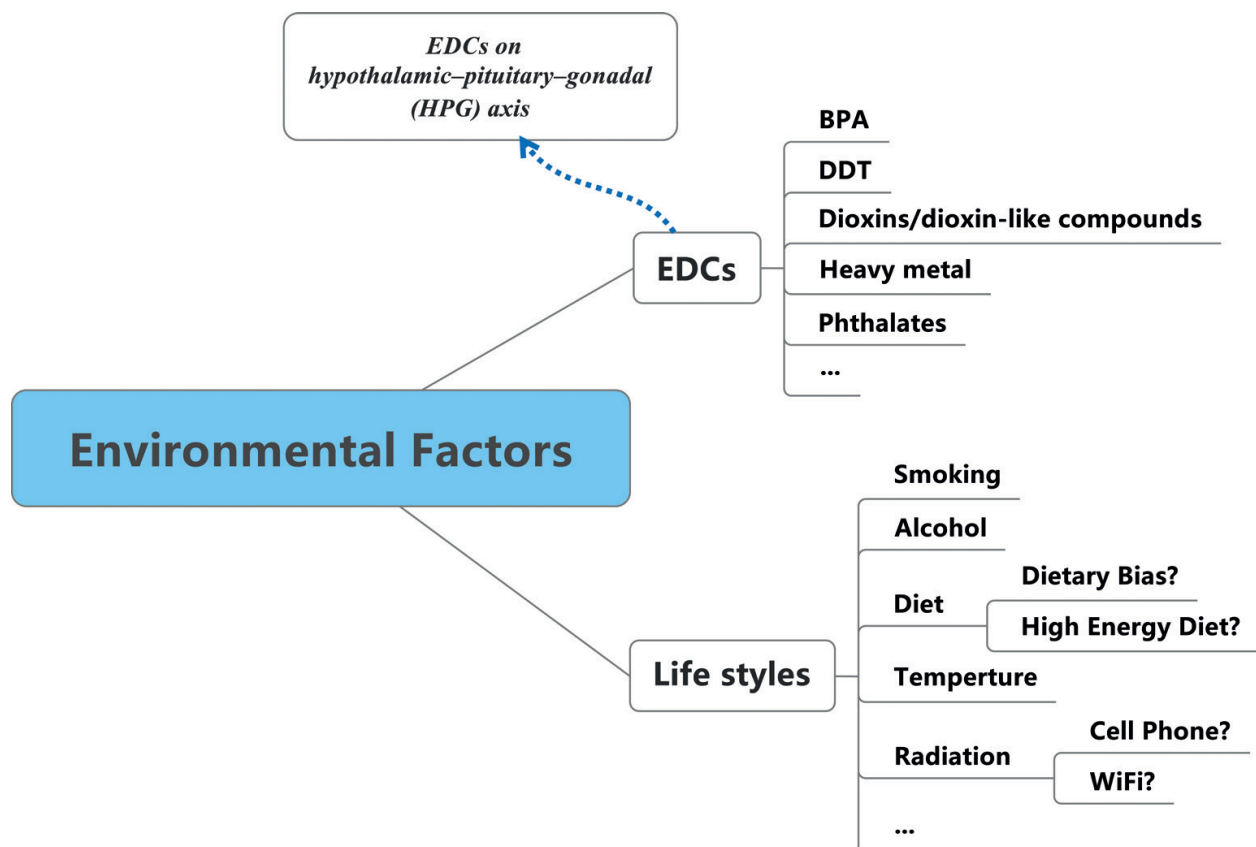 EDCs on
hypothalamic–pituitary–gonadal
(HPG) axis
BPA
DDT
Dioxins/dioxin-like compounds
EDCs
Heavy metal
Phthalates
...
Environmental Factors
Smoking
Alcohol
Dietary Bias?
Diet
High Energy Diet?
Life styles
Temperture
Cell Phone?
Radiation
WiFi?
...